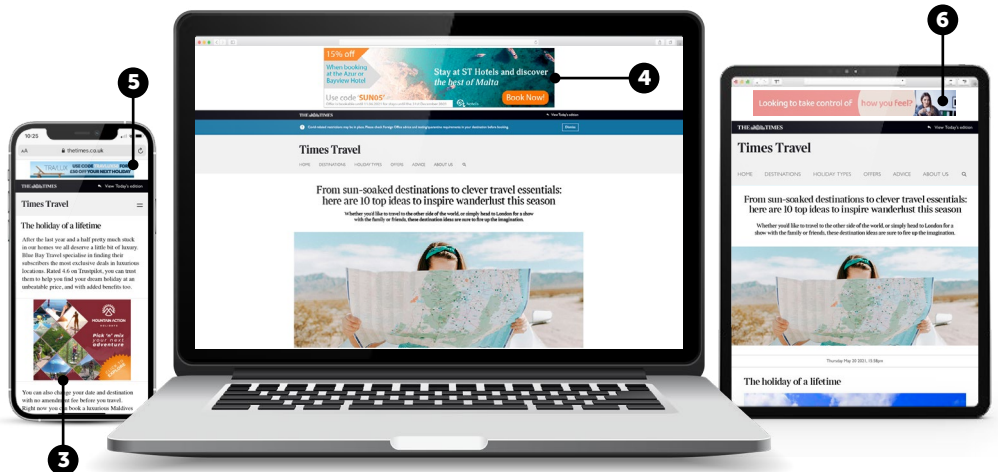 6
5
4
3
10:25
AA thetimes.co.uk
TRAVELUX USE CODE FOR
£50 OFF YOUR NEXT HOLIDAY
THE TIMES View Today's edition
Times Travel
The holiday of a lifetime
After the last year and a half pretty much stuck
in our homes we all deserve a little bit of luxury.
Blue Bay Travel specialise in finding their
subscribers the most exclusive deals in luxurious
locations. Rated 4.6 on Trustpilot, you can trust
them to help you find your dream holiday at an
unbeatable price, and with added benefits too.
MOUNTAIN ACTION
HOLIDAYS
Pick 'n' mix
your next
adventure
You can also change your date and destination
with no amendment fee before you travel.
Right now you can book a luxurious Maldives
15% off
When booking
at the Azur or
Bayview Hotel
Use code 'SUN05'
Stay at ST Hotels and discover
the best of Malta
Book Now!
THE TIMES View Today's edition
Dismiss
Times Travel
HOME DESTINATIONS HOLIDAY TYPES OFFERS ADVICE ABOUT US
From sun-soaked destinations to clever travel essentials:
here are 10 top ideas to inspire wanderlust this season
Whether you'd like to travel to the other side of the world, or simply head to London for a show
with the family or friends, these destination ideas are sure to fire up the imagination.
Looking to take control of how you feel?
THE TIMES View Today's edition
Times Travel
HOME DESTINATIONS HOLIDAY TYPES OFFERS ADVICE ABOUT US
From sun-soaked destinations to clever travel essentials:
here are 10 top ideas to inspire wanderlust this season
Whether you'd like to travel to the other side of the world, or simply head to London for a
show with the family or friends, these destination ideas are sure to fire up the imagination.
Thursday May 20 2021, 10.58pm
The holiday of a lifetime